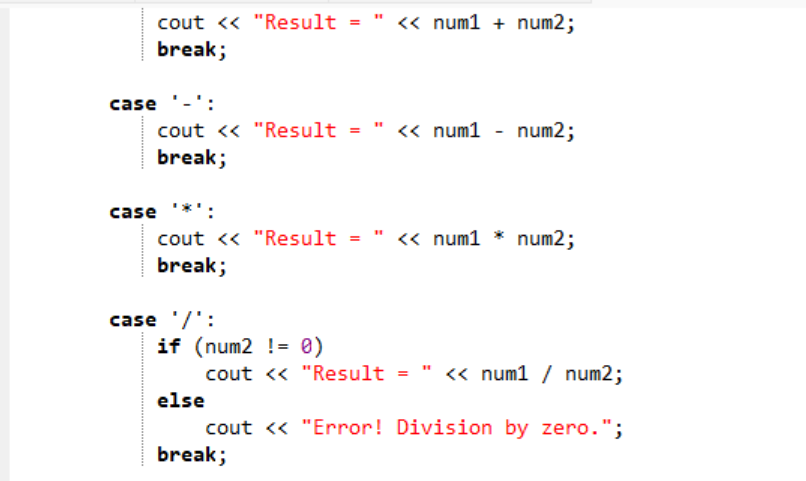 cout << "Result = " << num1 + num2;
break;
case '-':
cout << "Result = " << num1 - num2;
break;
case '*':
cout << "Result = " << num1 * num2;
break;
case '/':
if (num2 != 0)
cout << "Result = " << num1 / num2;
else
cout << "Error! Division by zero.";
break;